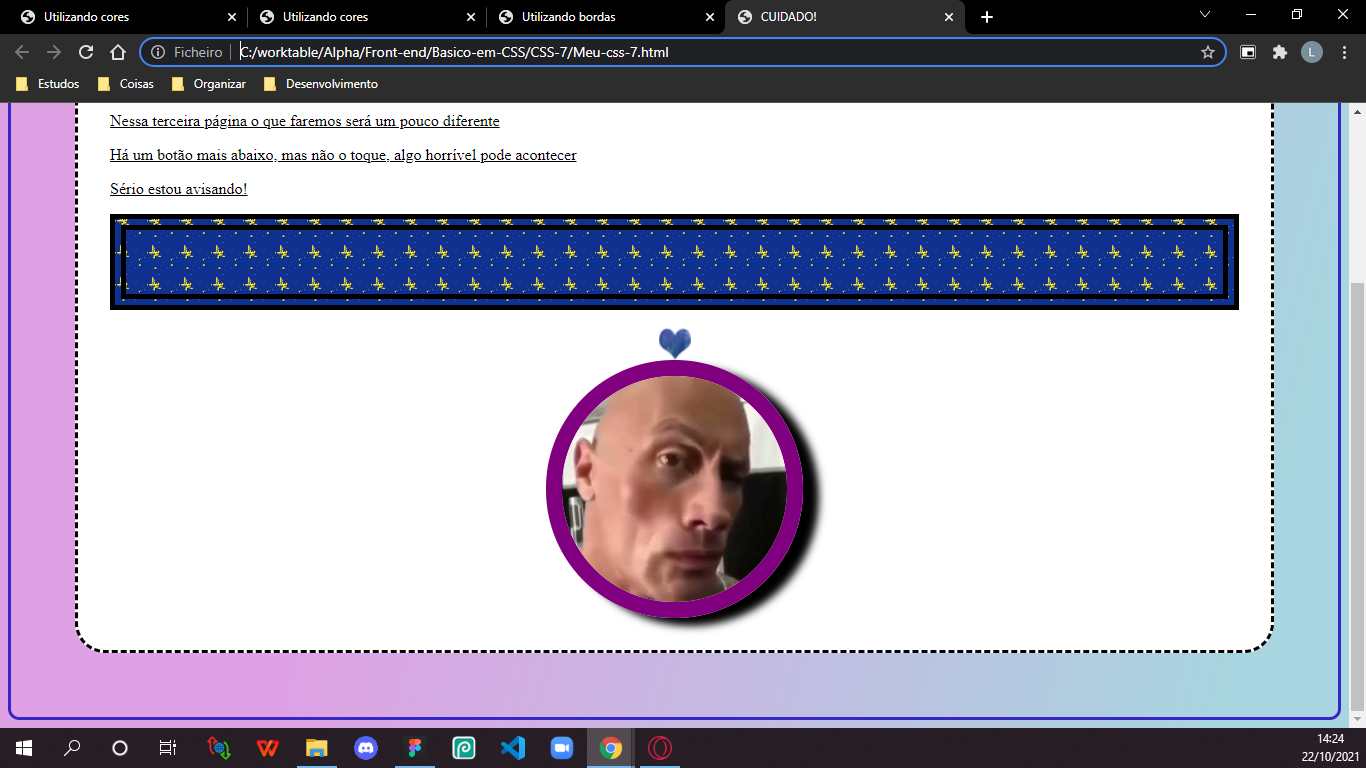 Utilizando cores
Utilizando cores
Utilizando bordas
CUIDADO!
Ficheiro
C:/worktable/Alpha/Front-end/Basico-em-CSS/CSS-7/Meu-css-7.html
L
Estudos
Coisas
Organizar
Desenvolvimento
Nessa terceira página o que faremos será um pouco diferente
Há um botão mais abaixo, mas não o toque, algo horrível pode acontecer
Sério estou avisando!
14:24
22/10/2021